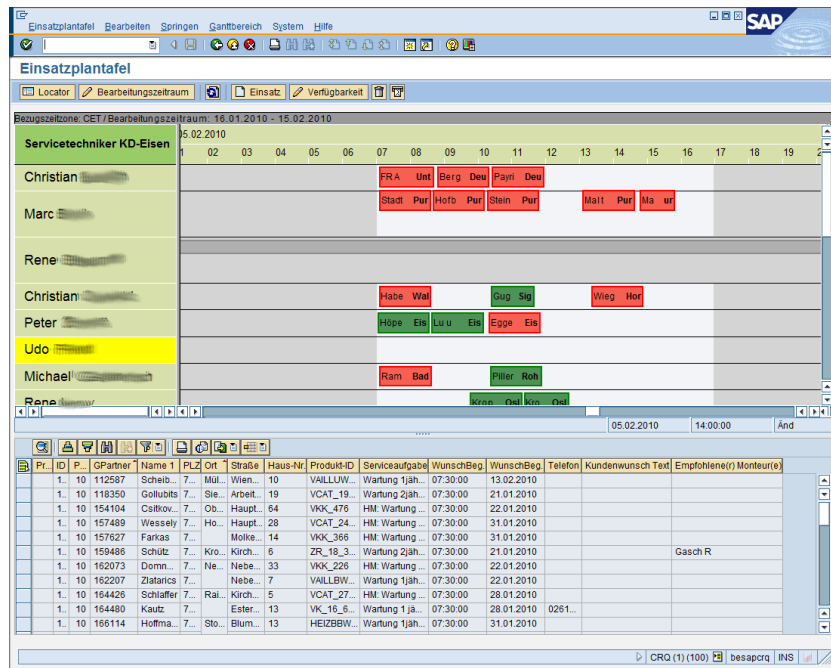 Einsatzplantafel Bearbeiten Springen Ganttbereich System Hilfe
SAP
Einsatzplantafel
Locator Bearbeitungszeitraum Einsatz Verfügbarkeit
Bezugszeitzone: CET / Bearbeitungszeitraum: 16.01.2010 - 15.02.2010
Servicetechniker KD-Eisen
05.02.2010
02 03 04 05 06 07 08 09 10 11 12 13 14 15 16 17 18 19
Christian FRA Unt Berg Deu Payri Deu
Marc Stadt Pur Hofb Pur Stein Pur Malt Pur Ma ur
Rene
Christian Habe Wal Gug Sig Wieg Hor
Peter Höpe Eis Lu u Eis Egge Eis
Udo
Michael Ram Bad Piller Roh
Rene Krop Osl Kro Osl
05.02.2010 14:00:00 Änd
Pr... ID P... GPartner Name 1 PLZ Ort Straße Haus-Nr. Produkt-ID Serviceaufgabe WunschBeg. WunschBeg. Telefon Kundenwunsch Text Empfohlene(r) Monteur(e)
1.. 10 112587 Scheib... 7... Mül... Wien... 10 VAILLUW... Wartung 1jäh... 07:30:00 13.02.2010
1.. 10 118350 Gollubits 7... Sie... Arbeit... 19 VCAT_19... Wartung 2jäh... 07:30:00 21.01.2010
1.. 10 154104 Csitkov... 7... Ob... Haupt... 64 VKK_476 HM: Wartung ... 07:30:00 22.01.2010
1.. 10 157489 Wessely 7... Ho... Haupt... 28 VCAT_24... HM: Wartung ... 07:30:00 31.01.2010
1.. 10 157627 Farkas 7... Molke... 14 VKK_366 HM: Wartung ... 07:30:00 31.01.2010
1.. 10 159486 Schütz 7... Kro... Kirch... 6 ZR_18_3... Wartung 2jäh... 07:30:00 21.01.2010 Gasch R
1.. 10 162073 Domn... 7... Ne... Nebe... 33 VKK_226 HM: Wartung ... 07:30:00 22.01.2010
1.. 10 162207 Zlatarics 7... Nebe... 7 VAILLBW... Wartung 1jäh... 07:30:00 22.01.2010
1.. 10 164426 Schlaffer 7... Rai... Kirch... 5 VCAT_27... HM: Wartung ... 07:30:00 28.01.2010
1.. 10 164480 Kautz 7... Ester... 13 VK_16_6... Wartung 1 jä... 07:30:00 28.01.2010 0261...
1.. 10 166114 Hoffma... 7... Sto... Blum... 13 HEIZBBW... Wartung 1jäh... 07:30:00 31.01.2010
CRQ (1) (100) besapcrq INS